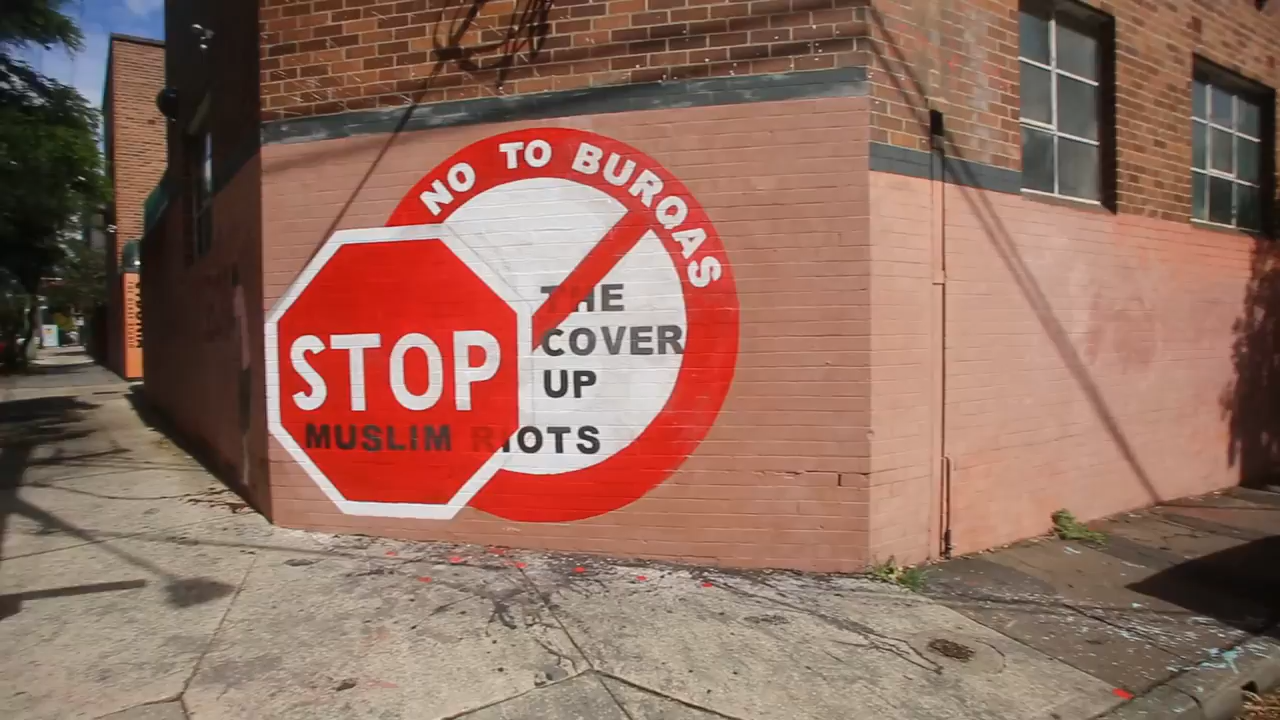 NO TO BURQAS
THE
COVER
UP
STOP
MUSLIM RIOTS